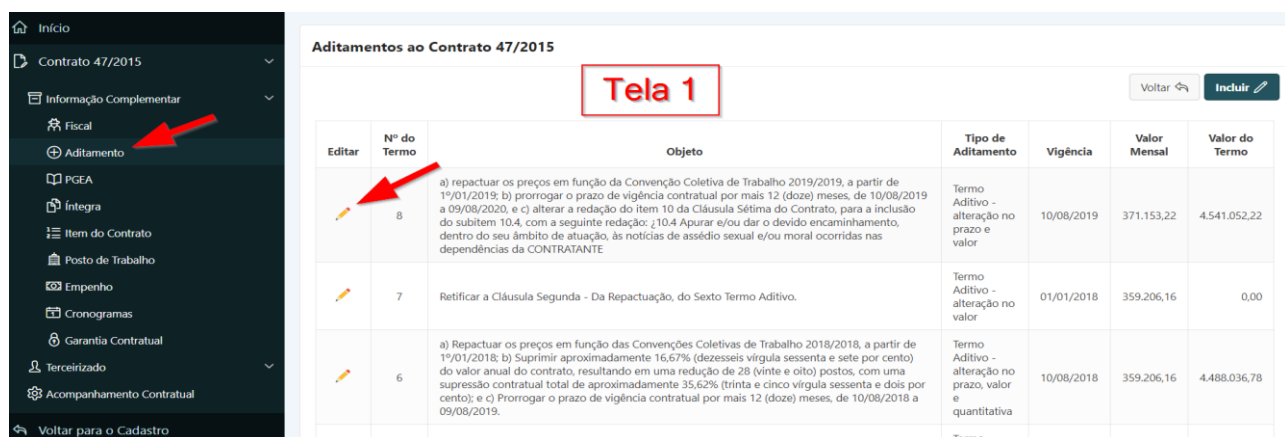 Início
Contrato 47/2015
Informação Complementar
Fiscal
Aditamento
PGEA
Íntegra
Item do Contrato
Posto de Trabalho
Empenho
Cronogramas
Garantia Contratual
Terceirizado
Acompanhamento Contratual
Voltar para o Cadastro
Aditamentos ao Contrato 47/2015
Tela 1
Voltar
Incluir
Editar
Nº do
Termo
Objeto
Tipo de
Aditamento
Vigência
Valor
Mensal
Valor do
Termo
8
a) repactuar os preços em função da Convenção Coletiva de Trabalho 2019/2019, a partir de
1º/01/2019; b) prorrogar o prazo de vigência contratual por mais 12 (doze) meses, de 10/08/2019
a 09/08/2020, e c) alterar a redação do item 10 da Cláusula Sétima do Contrato, para a inclusão
do subitem 10.4, com a seguinte redação: ¿10.4 Apurar e/ou dar o devido encaminhamento,
dentro do seu âmbito de atuação, às notícias de assédio sexual e/ou moral ocorridas nas
dependências da CONTRATANTE
Termo
Aditivo -
alteração no
prazo e
valor
10/08/2019
371.153,22
4.541.052,22
7
Retificar a Cláusula Segunda - Da Repactuação, do Sexto Termo Aditivo.
Termo
Aditivo -
alteração no
valor
01/01/2018
359.206,16
0,00
6
a) Repactuar os preços em função das Convenções Coletivas de Trabalho 2018/2018, a partir de
1º/01/2018; b) Suprimir aproximadamente 16,67% (dezesseis vírgula sessenta e sete por cento)
do valor anual do contrato, resultando em uma redução de 28 (vinte e oito) postos, com uma
supressão contratual total de aproximadamente 35,62% (trinta e cinco vírgula sessenta e dois por
cento); e c) Prorrogar o prazo de vigência contratual por mais 12 (doze) meses, de 10/08/2018 a
09/08/2019.
Termo
Aditivo -
alteração no
prazo, valor
e
quantitativa
10/08/2018
359.206,16
4.488.036,78